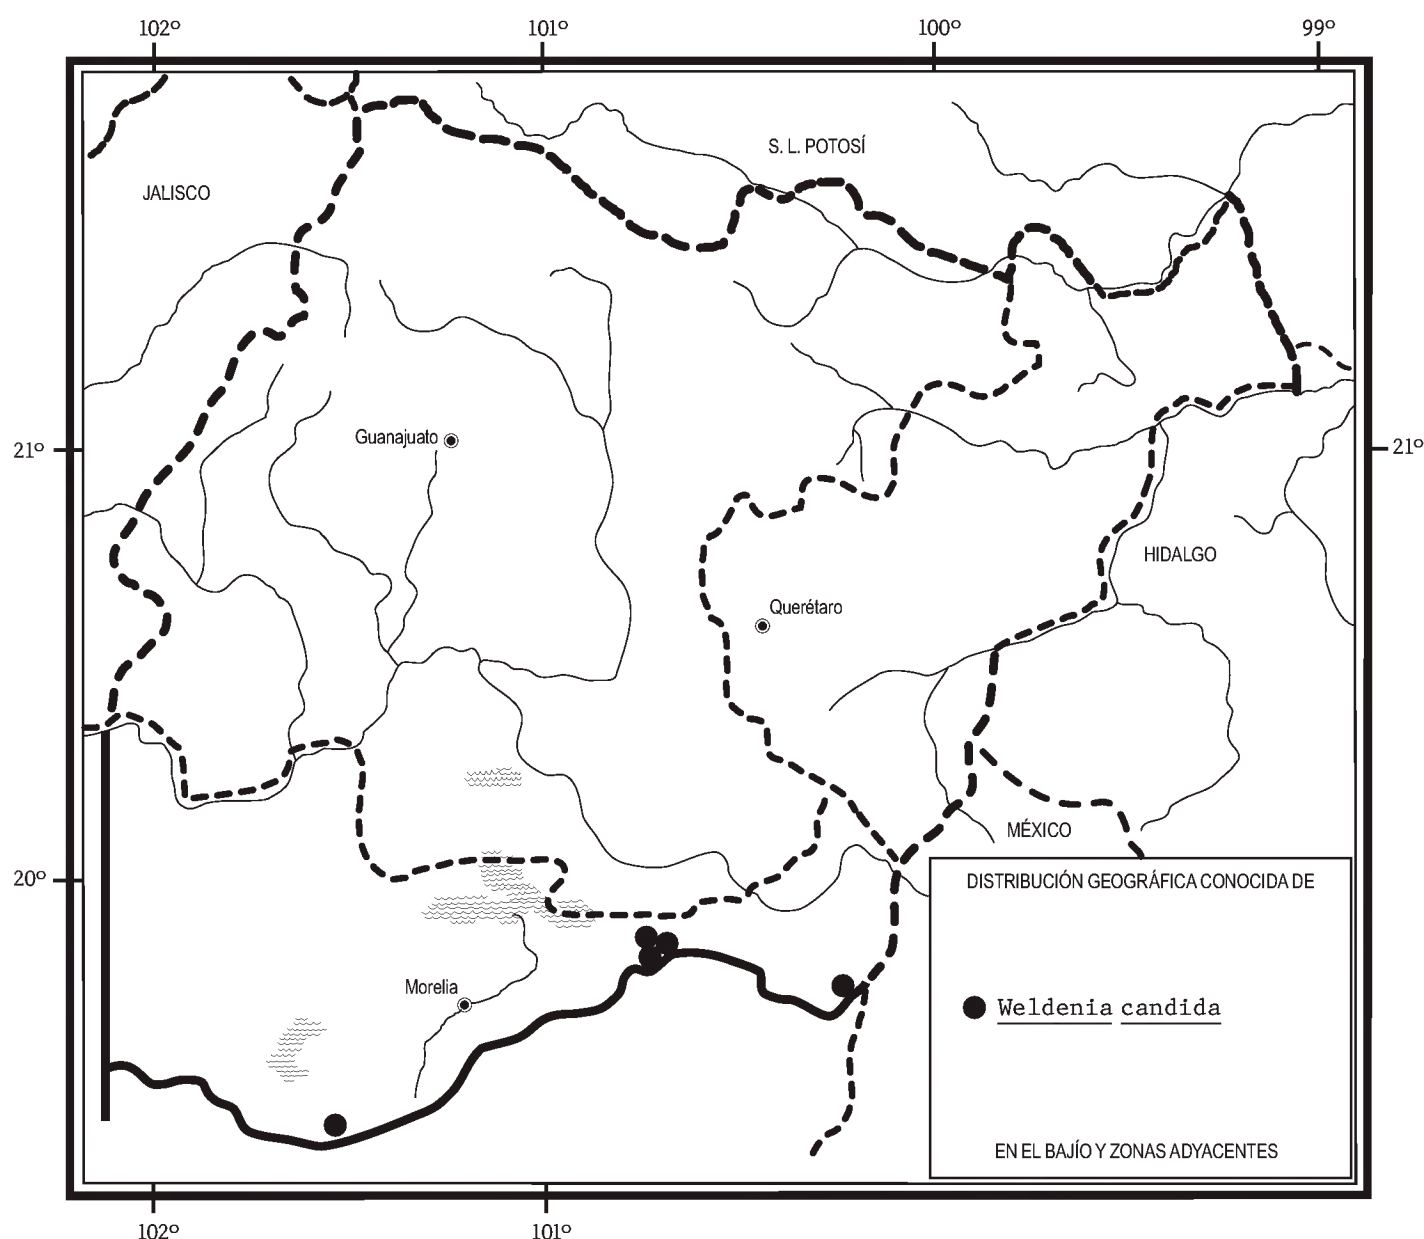 102º 101º 100º 99º
S. L. POTOSÍ
JALISCO
Guanajuato
21º 21º
HIDALGO
Querétaro
MÉXICO
20º
DISTRIBUCIÓN GEOGRÁFICA CONOCIDA DE
Morelia
Weldenia candida
EN EL BAJÍO Y ZONAS ADYACENTES
102º 101º